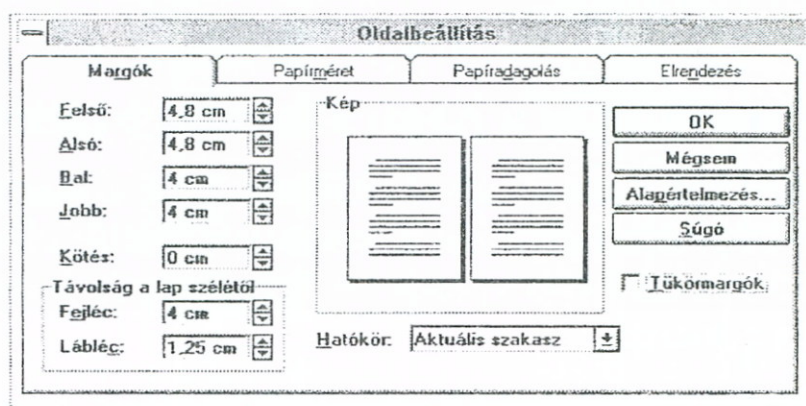 Oldalbeállítás
Margók Papírméret Papíradagolás Elrendezés
Felső: 4,8 cm
Alsó: 4,8 cm
Bal: 4 cm
Jobb: 4 cm
Kötés: 0 cm
Távolság a lap szélétől
Fejléc: 4 cm
Lábléc: 1,25 cm
Kép
Hatókör: Aktuális szakasz
OK
Mégsem
Alapértelmezés...
Súgó
Tükörmargók